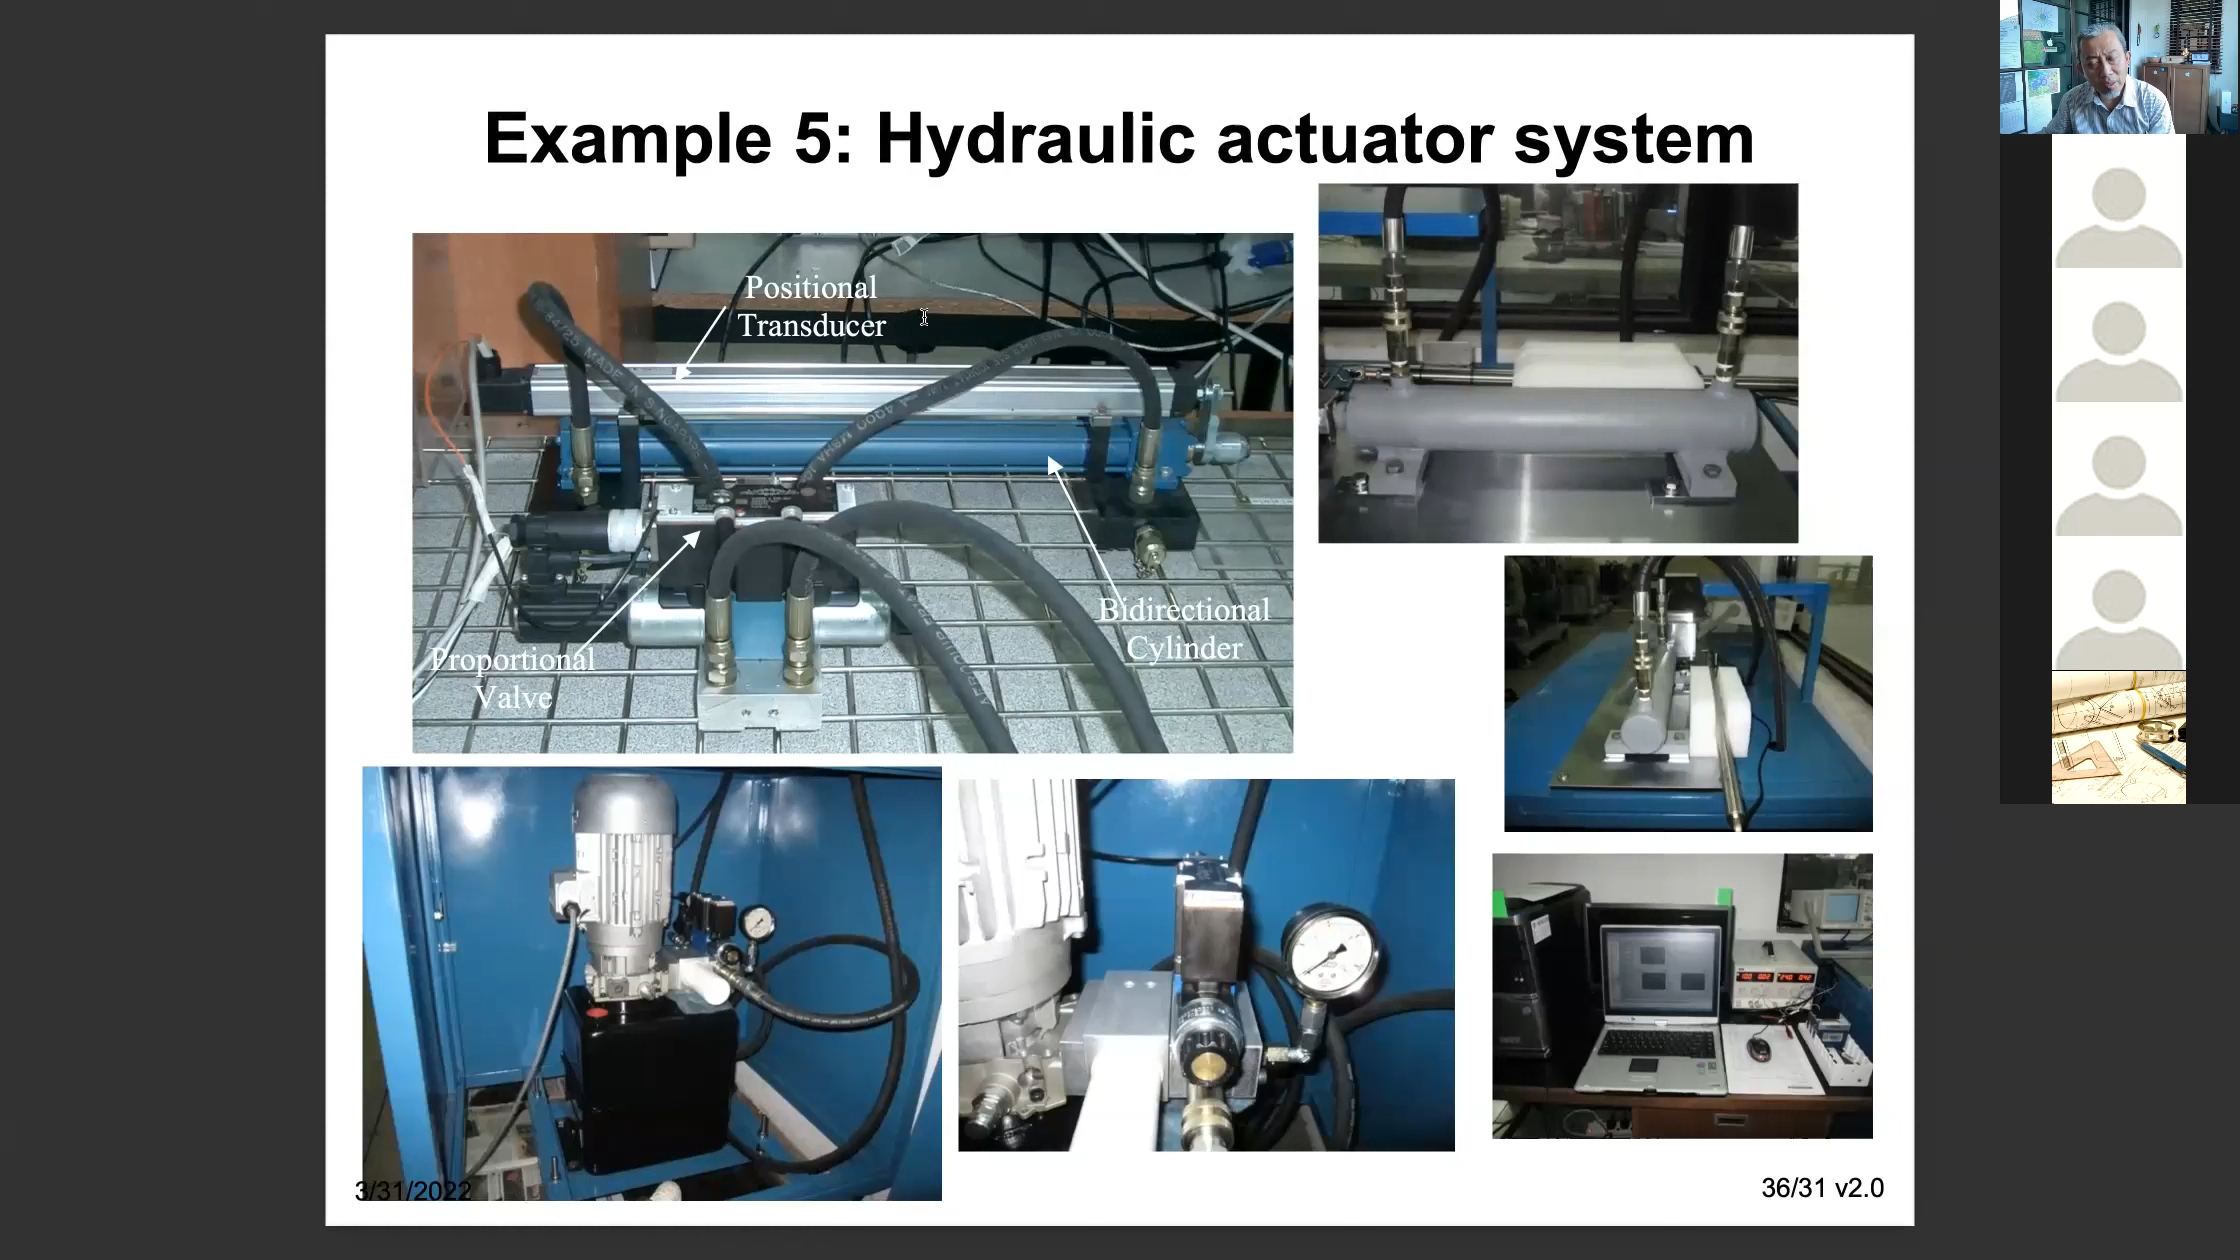 Example 5: Hydraulic actuator system
Positional
Transducer
Proportional
Valve
Bidirectional
Cylinder
3/31/2022
36/31 v2.0